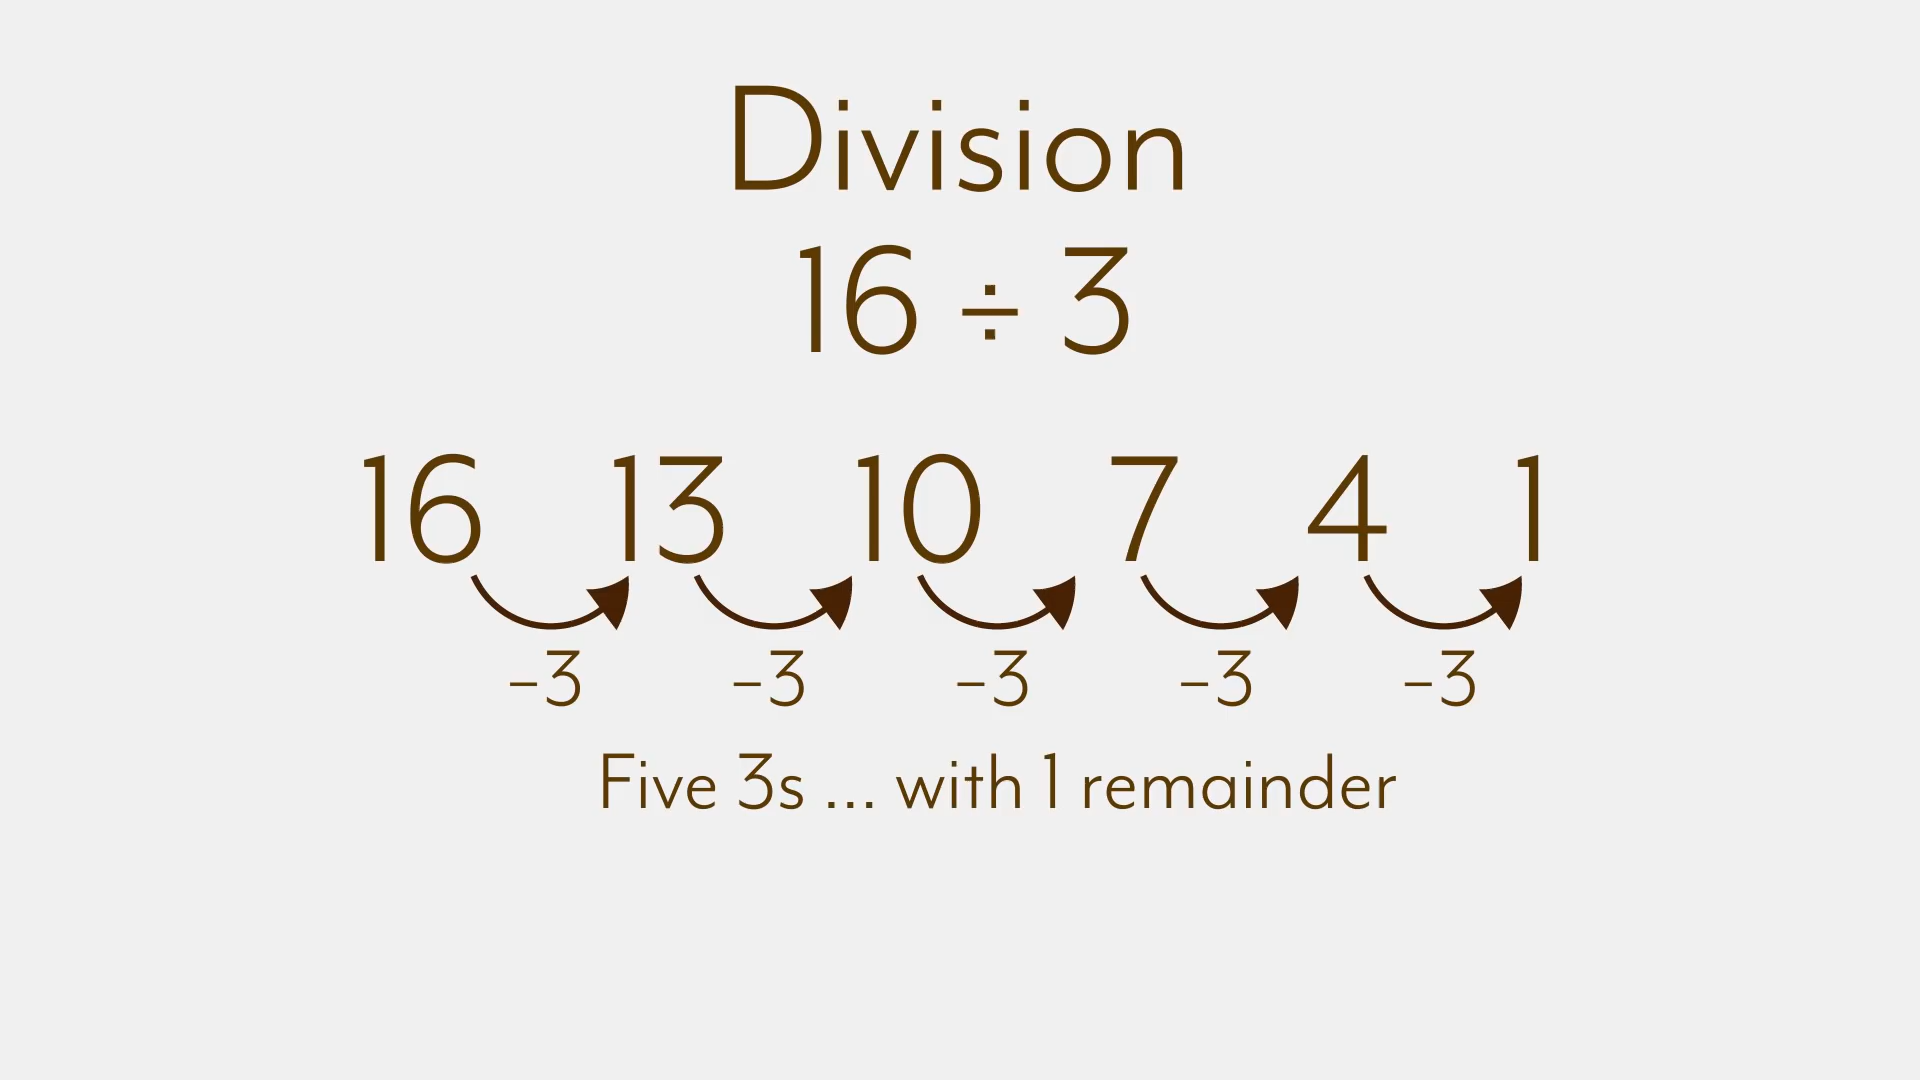 Division
16 ÷ 3
16 13 10 7 4 1
–3 –3 –3 –3 –3
Five 3s ... with 1 remainder